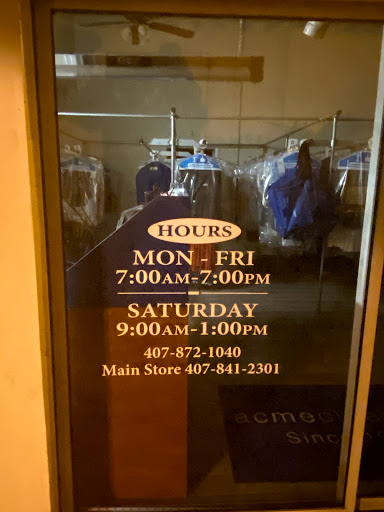 HOURS
MON - FRI
7:00AM-7:00PM
SATURDAY
9:00AM-1:00PM
407-872-1040
Main Store 407-841-2301